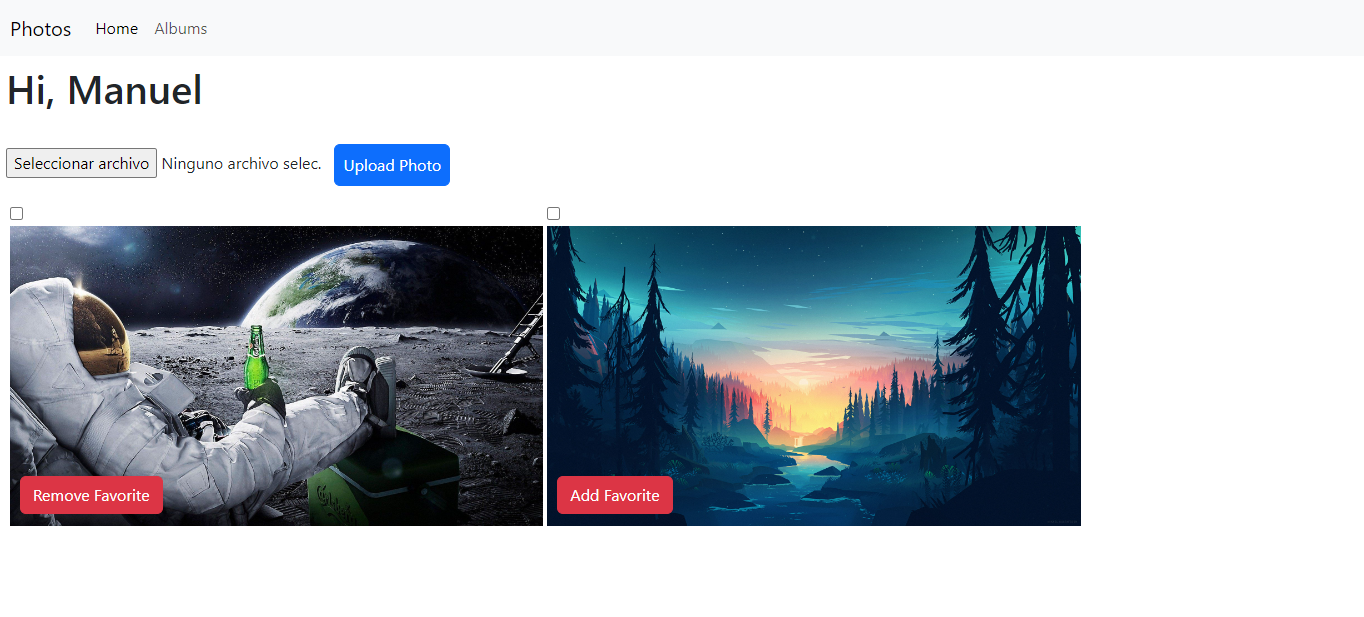 Photos Home Albums
Hi, Manuel
Seleccionar archivo Ninguno archivo selec. Upload Photo
Remove Favorite Add Favorite